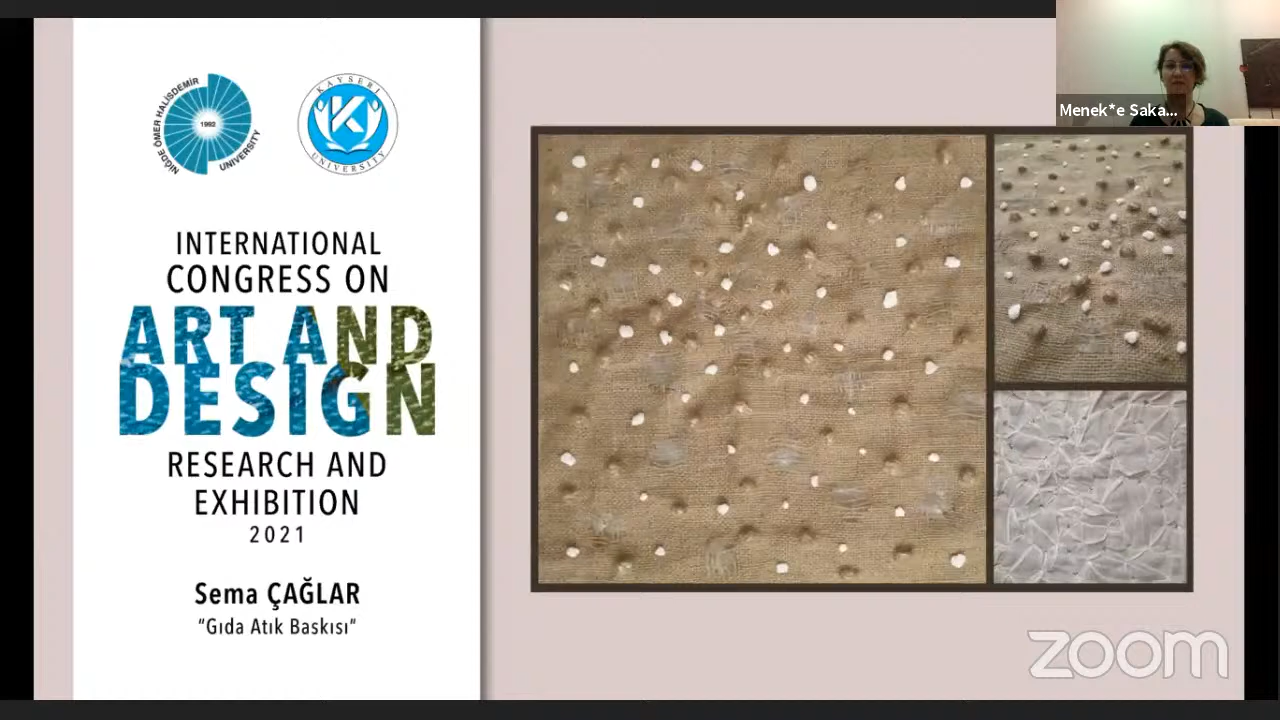 NİĞDE ÖMER HALİSDEMİR
UNIVERSITY
1992
KAYSERİ
UNIVERSITY
K
INTERNATIONAL
CONGRESS ON
ART AND
DESIGN
RESEARCH AND
EXHIBITION
2021
Sema ÇAĞLAR
"Gıda Atık Baskısı"
Menek*e Saka...
zoom